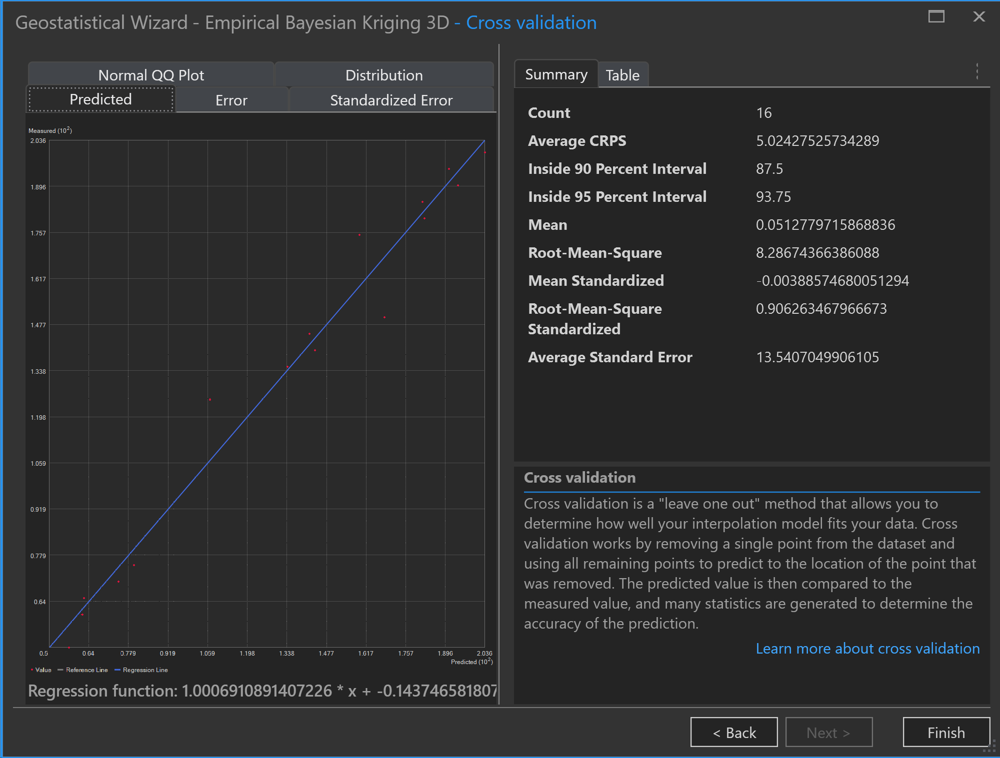 Geostatistical Wizard - Empirical Bayesian Kriging 3D - Cross validation
Normal QQ Plot
Distribution
Predicted
Error
Standardized Error
Measured (10²)
2.036
1.896
1.757
1.617
1.477
1.338
1.198
1.059
0.919
0.779
0.64
0.5 0.64 0.779 0.919 1.059 1.198 1.338 1.477 1.617 1.757 1.896 2.036
Predicted (10²)
Value Reference Line Regression Line
Regression function: 1.0006910891407226 * x + -0.143746581807
Summary
Table
Count 16
Average CRPS 5.02427525734289
Inside 90 Percent Interval 87.5
Inside 95 Percent Interval 93.75
Mean 0.0512779715868836
Root-Mean-Square 8.28674366386088
Mean Standardized -0.00388574680051294
Root-Mean-Square 0.906263467966673
Standardized
Average Standard Error 13.5407049906105
Cross validation
Cross validation is a "leave one out" method that allows you to
determine how well your interpolation model fits your data. Cross
validation works by removing a single point from the dataset and
using all remaining points to predict to the location of the point that
was removed. The predicted value is then compared to the
measured value, and many statistics are generated to determine the
accuracy of the prediction.
Learn more about cross validation
< Back
Next >
Finish